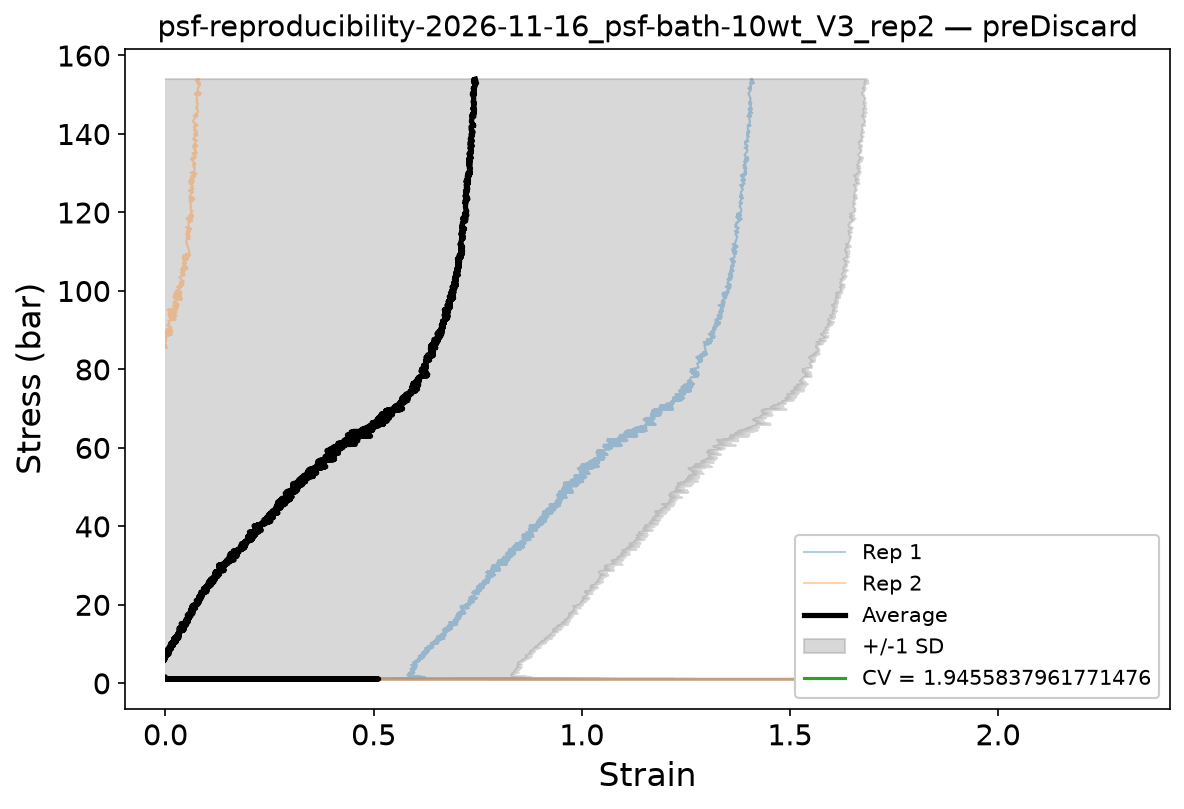 psf-reproducibility-2026-11-16_psf-bath-10wt_V3_rep2 — preDiscard
160
140
120
100
80
60
40
20
0
Stress (bar)
0.0 0.5 1.0 1.5 2.0
Strain
Rep 1
Rep 2
Average
+/-1 SD
CV = 1.9455837961771476